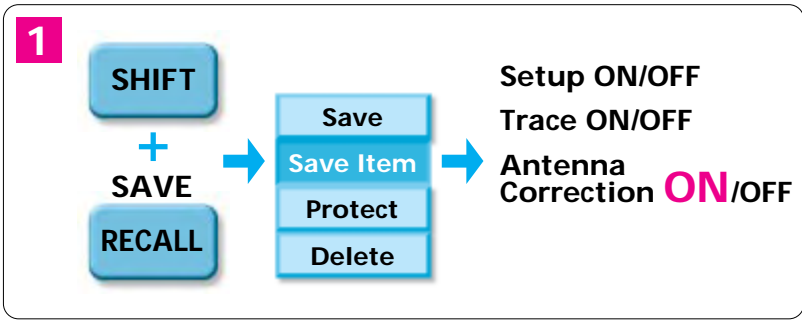 1
SHIFT
+
SAVE
RECALL
Save
Save Item
Protect
Delete
Setup ON/OFF
Trace ON/OFF
Antenna
Correction ON/OFF